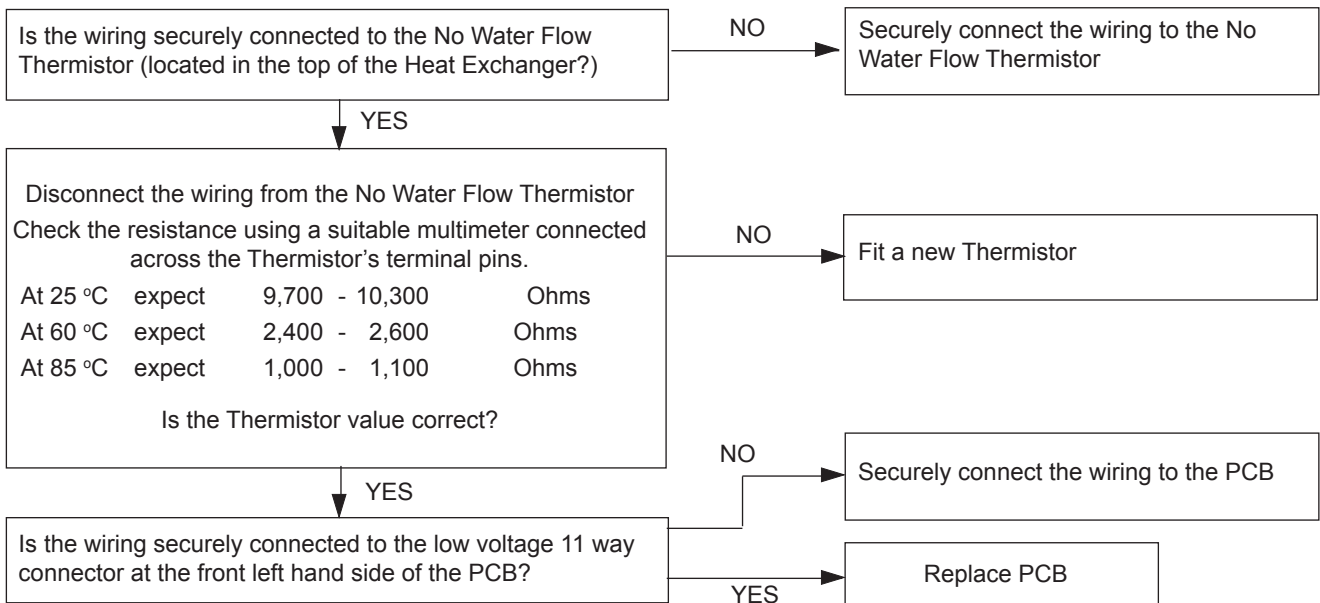 Is the wiring securely connected to the No Water Flow
Thermistor (located in the top of the Heat Exchanger?)
NO
Securely connect the wiring to the No
Water Flow Thermistor
YES
Disconnect the wiring from the No Water Flow Thermistor
Check the resistance using a suitable multimeter connected
across the Thermistor's terminal pins.
At 25 °C expect 9,700 - 10,300 Ohms
At 60 °C expect 2,400 - 2,600 Ohms
At 85 °C expect 1,000 - 1,100 Ohms
Is the Thermistor value correct?
NO
Fit a new Thermistor
YES
Is the wiring securely connected to the low voltage 11 way
connector at the front left hand side of the PCB?
NO
Securely connect the wiring to the PCB
YES
Replace PCB